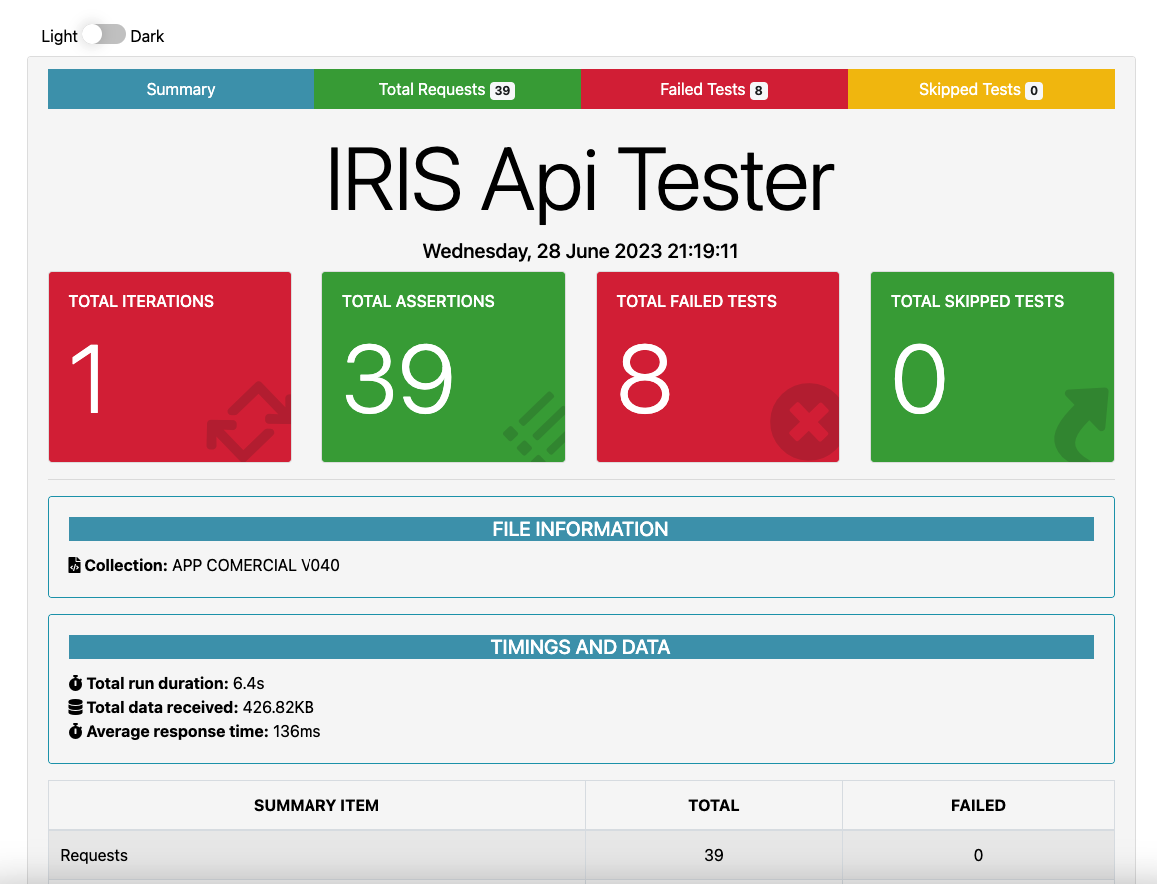 Light Dark
Summary Total Requests 39 Failed Tests 8 Skipped Tests 0
IRIS Api Tester
Wednesday, 28 June 2023 21:19:11
TOTAL ITERATIONS TOTAL ASSERTIONS TOTAL FAILED TESTS TOTAL SKIPPED TESTS
1 39 8 0
FILE INFORMATION
Collection: APP COMERCIAL V040
TIMINGS AND DATA
Total run duration: 6.4s
Total data received: 426.82KB
Average response time: 136ms
SUMMARY ITEM TOTAL FAILED
Requests 39 0